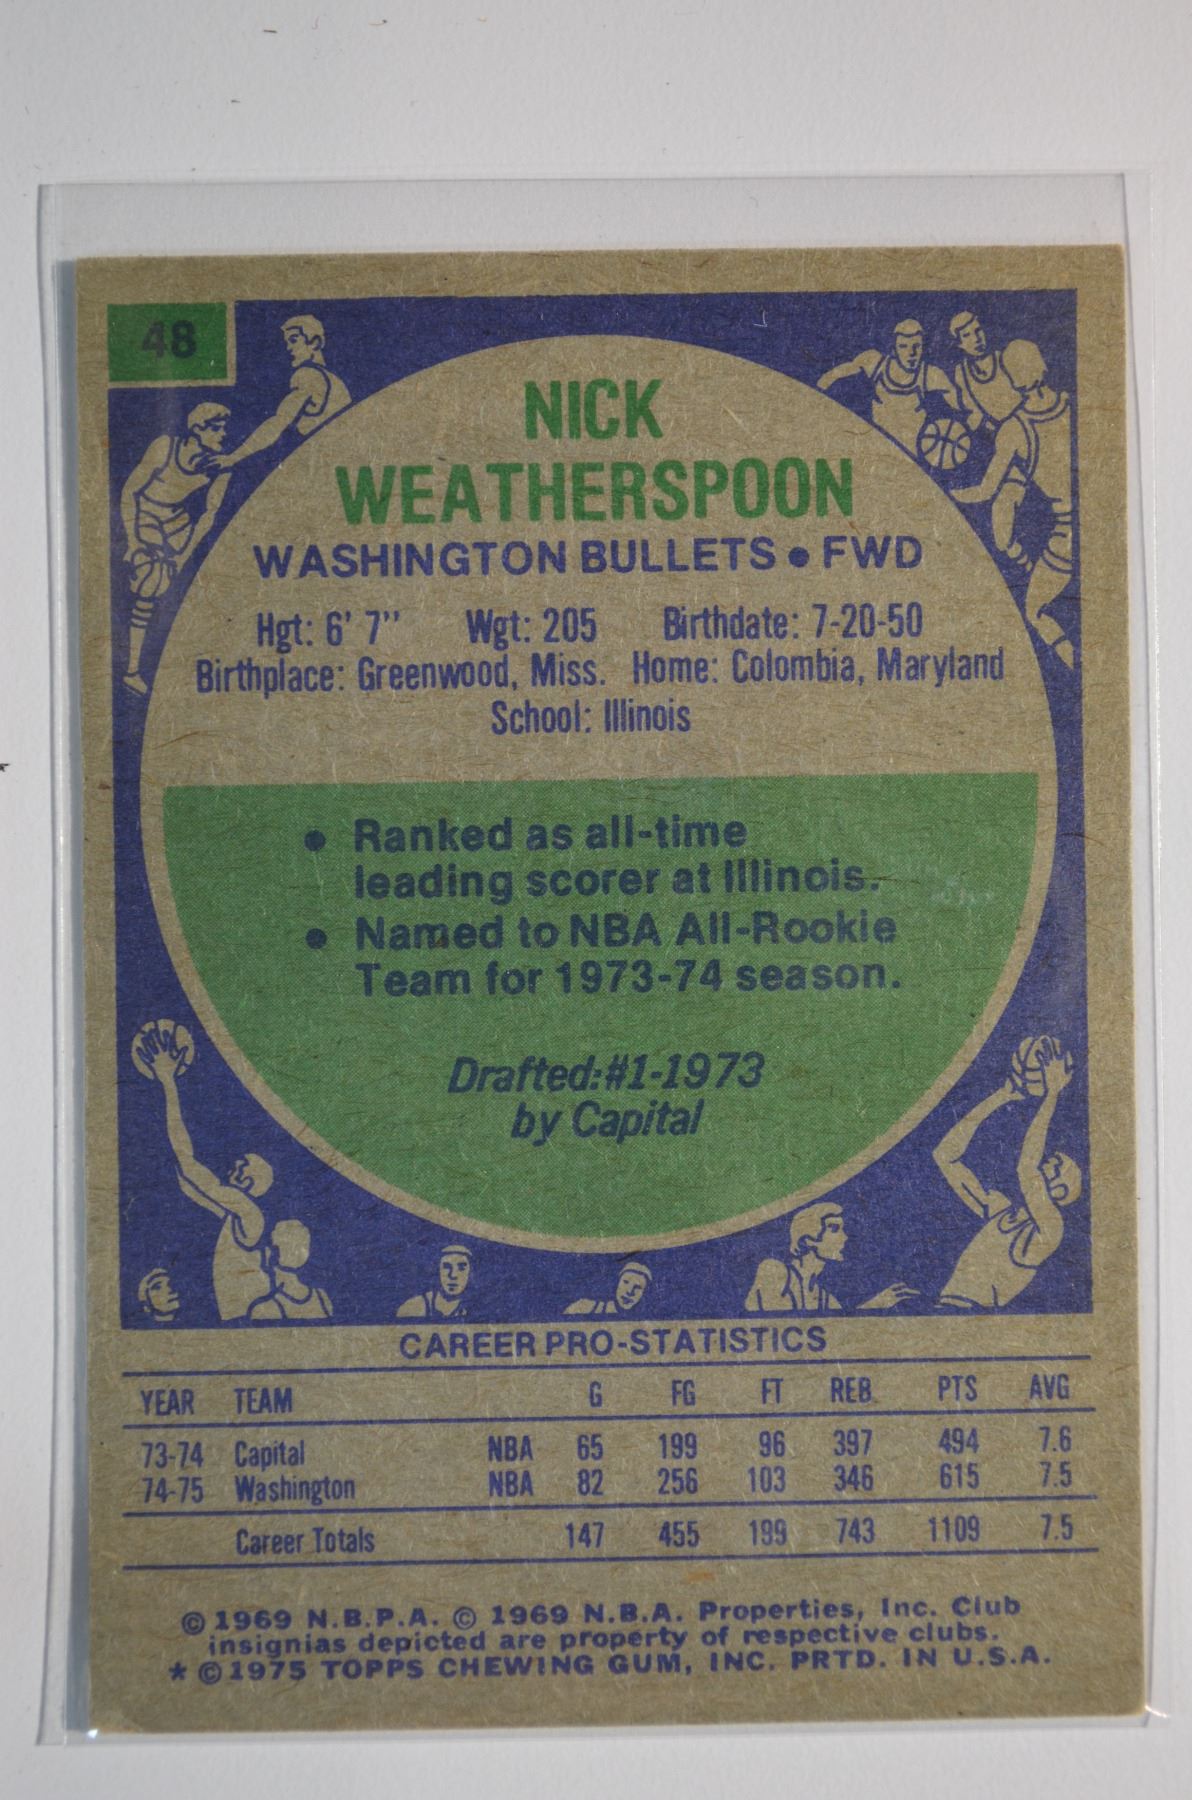 48
NICK
WEATHERSPOON
WASHINGTON BULLETS • FWD
Hgt: 6' 7" Wgt: 205 Birthdate: 7-20-50
Birthplace: Greenwood, Miss. Home: Colombia, Maryland
School: Illinois
• Ranked as all-time
leading scorer at Illinois.
• Named to NBA All-Rookie
Team for 1973-74 season.
Drafted:#1-1973
by Capital
CAREER PRO-STATISTICS
YEAR TEAM G FG FT REB PTS AVG
73-74 Capital NBA 65 199 96 397 494 7.6
74-75 Washington NBA 82 256 103 346 615 7.5
Career Totals 147 455 199 743 1109 7.5
© 1969 N.B.P.A. © 1969 N.B.A. Properties, Inc. Club
insignias depicted are property of respective clubs.
* © 1975 TOPPS CHEWING GUM, INC. PRTD. IN U.S.A.